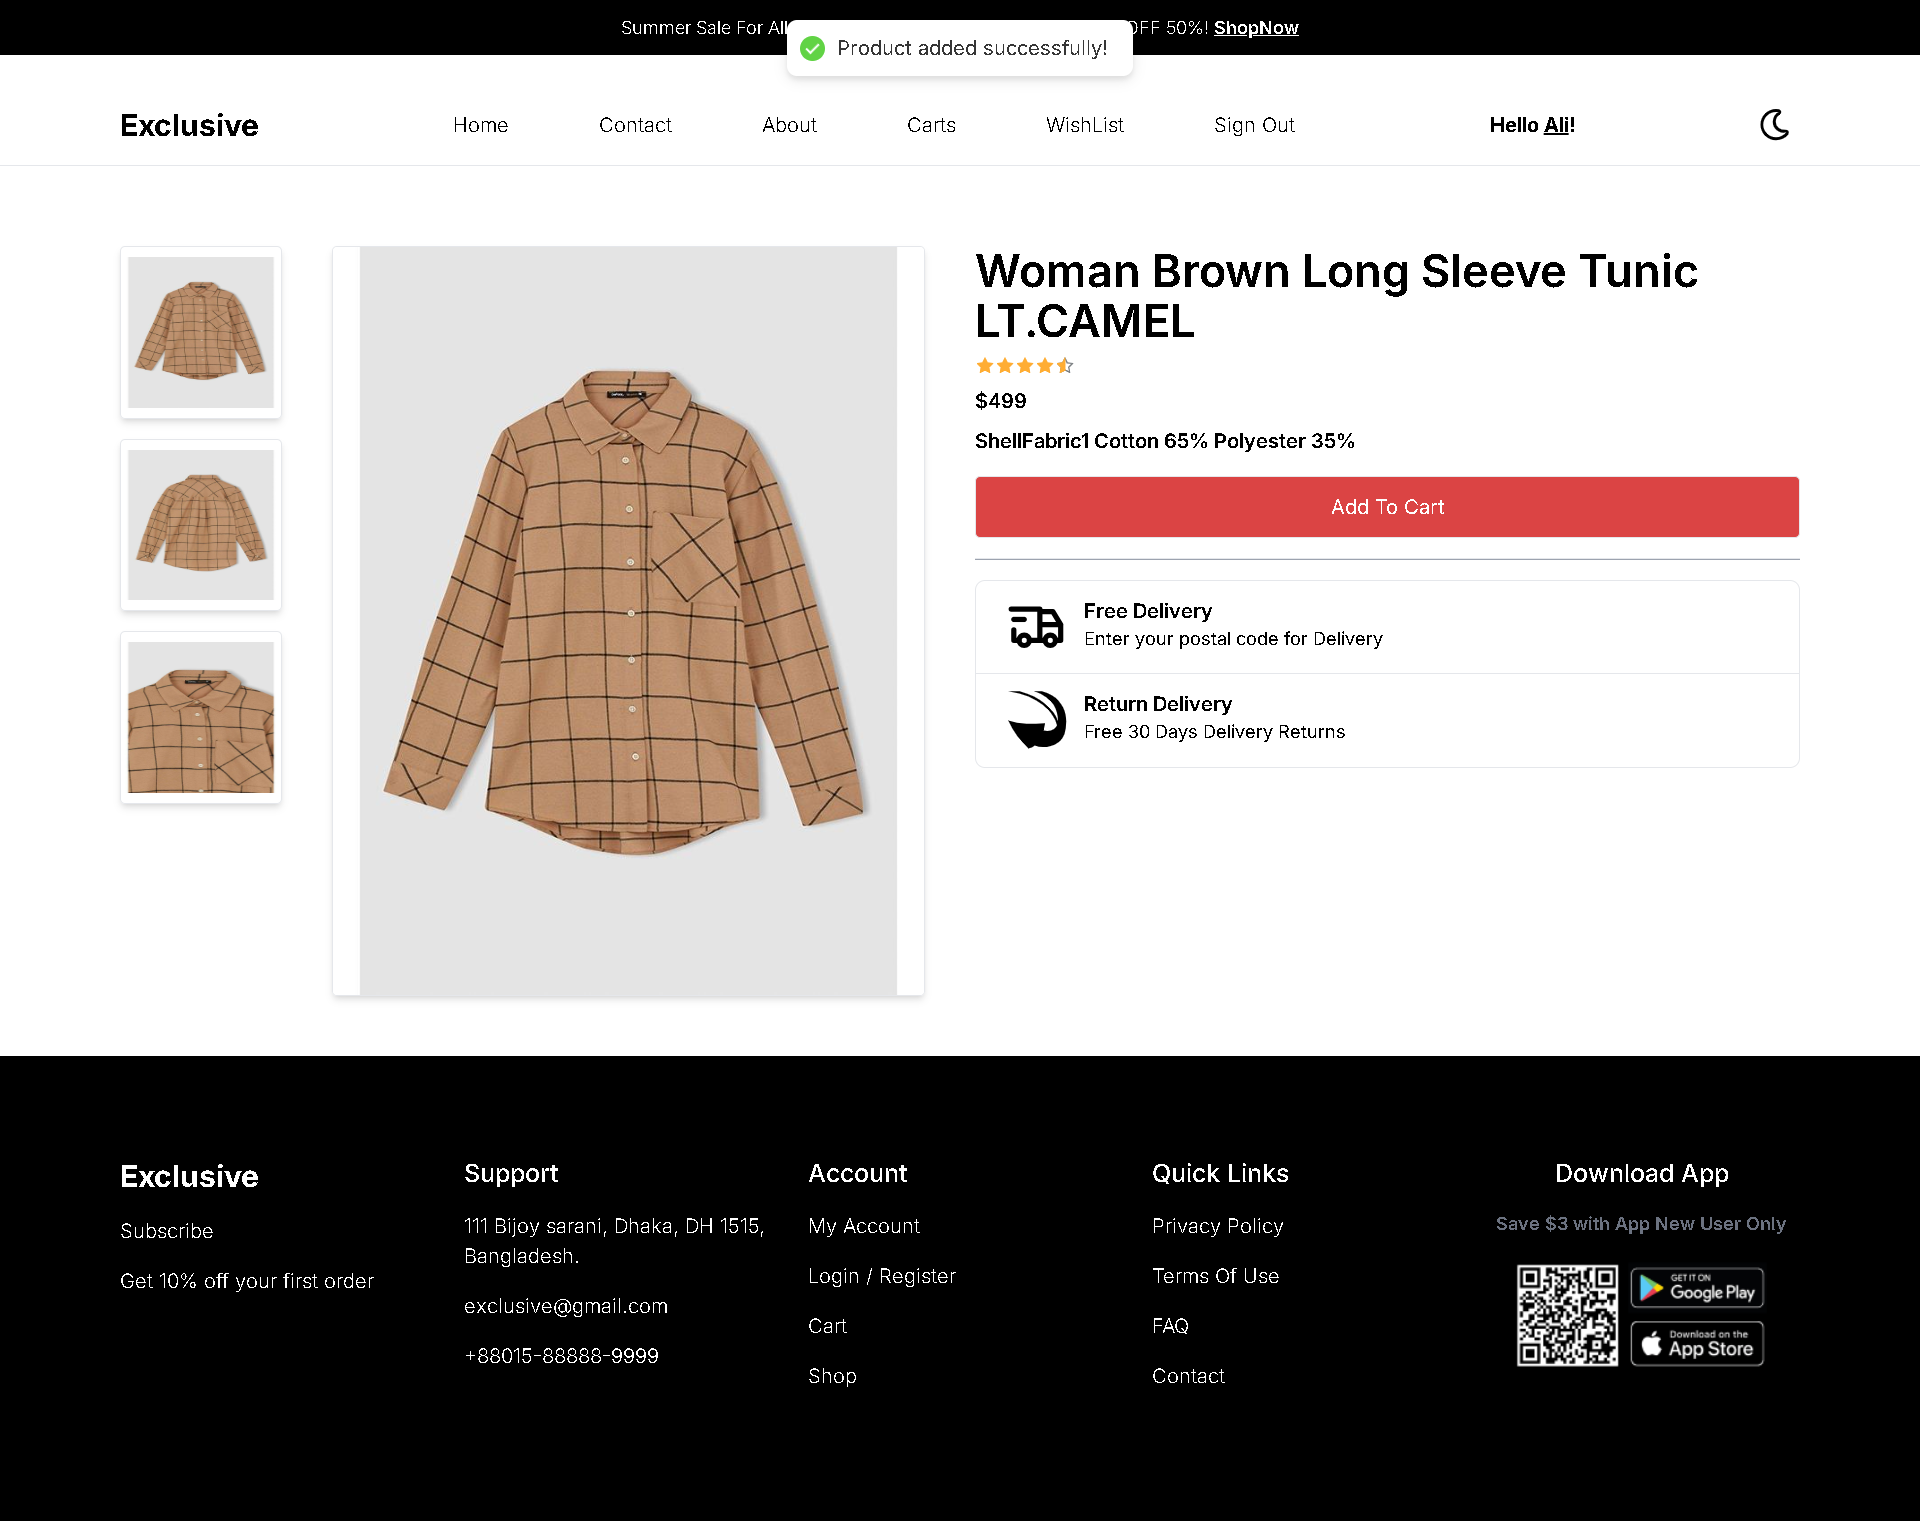 Summer Sale For All
OFF 50%! ShopNow
Product added successfully!
Exclusive
Home
Contact
About
Carts
WishList
Sign Out
Hello Ali!
Woman Brown Long Sleeve Tunic
LT.CAMEL
$499
ShellFabric1 Cotton 65% Polyester 35%
Add To Cart
Free Delivery
Enter your postal code for Delivery
Return Delivery
Free 30 Days Delivery Returns
Exclusive
Subscribe
Get 10% off your first order
Support
111 Bijoy sarani, Dhaka, DH 1515,
Bangladesh.
exclusive@gmail.com
+88015-88888-9999
Account
My Account
Login / Register
Cart
Shop
Quick Links
Privacy Policy
Terms Of Use
FAQ
Contact
Download App
Save $3 with App New User Only
GET IT ON
Google Play
Download on the
App Store